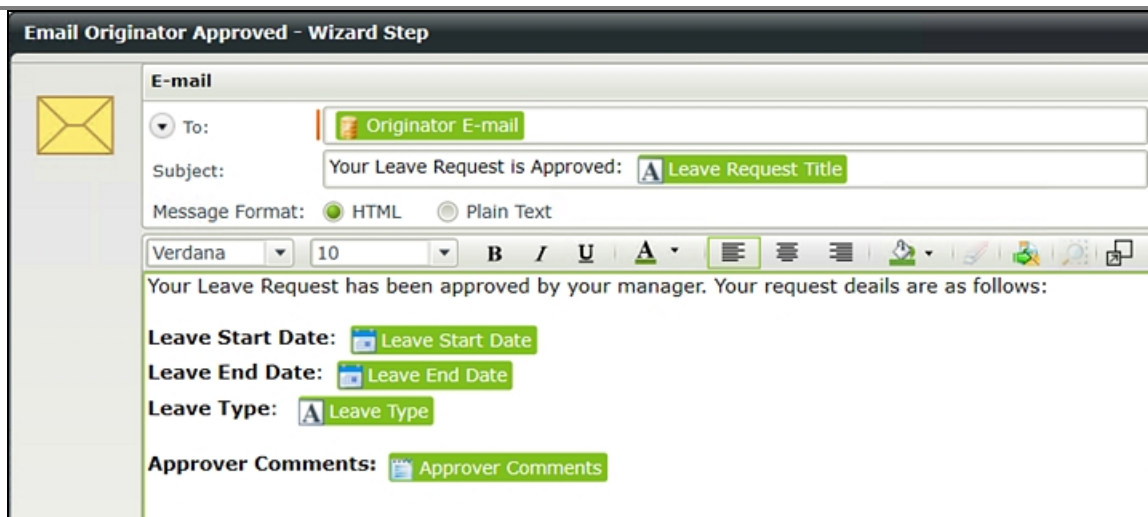 Email Originator Approved - Wizard Step
E-mail
To: Originator E-mail
Subject: Your Leave Request is Approved: A Leave Request Title
Message Format: HTML Plain Text
Verdana 10 B I U A
Your Leave Request has been approved by your manager. Your request deails are as follows:
Leave Start Date: Leave Start Date
Leave End Date: Leave End Date
Leave Type: A Leave Type
Approver Comments: Approver Comments